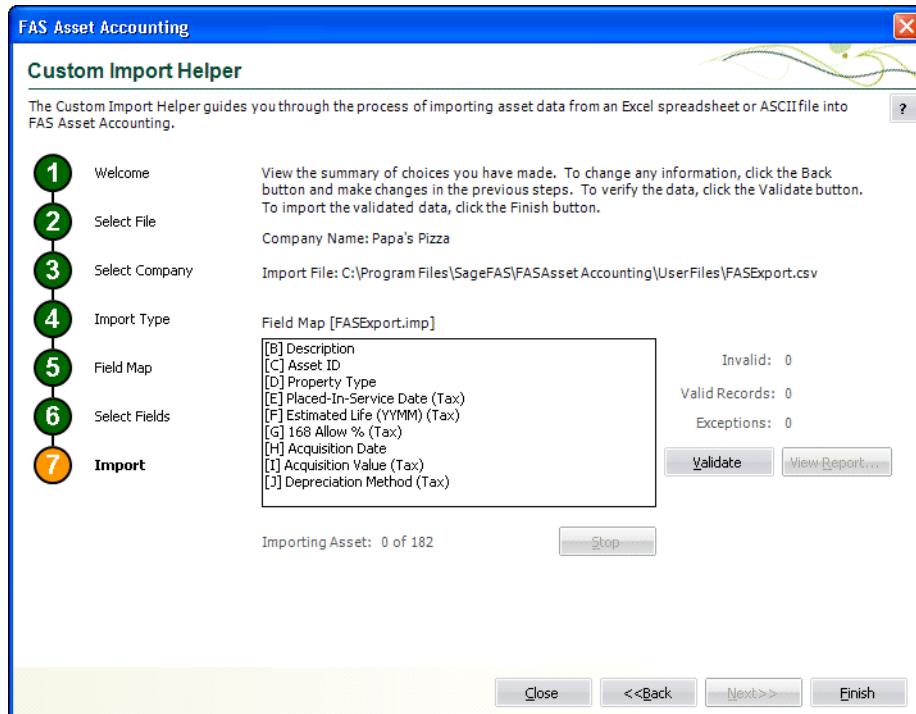 FAS Asset Accounting
Custom Import Helper
The Custom Import Helper guides you through the process of importing asset data from an Excel spreadsheet or ASCII file into
FAS Asset Accounting.
?
1 Welcome
2 Select File
3 Select Company
4 Import Type
5 Field Map
6 Select Fields
7 Import
View the summary of choices you have made. To change any information, click the Back
button and make changes in the previous steps. To verify the data, click the Validate button.
To import the validated data, click the Finish button.
Company Name: Papa's Pizza
Import File: C:\Program Files\SageFAS\FASAsset Accounting\UserFiles\FASExport.csv
Field Map [FASExport.imp]
[B] Description
[C] Asset ID
[D] Property Type
[E] Placed-In-Service Date (Tax)
[F] Estimated Life (YYMM) (Tax)
[G] 168 Allow % (Tax)
[H] Acquisition Date
[I] Acquisition Value (Tax)
[J] Depreciation Method (Tax)
Invalid: 0
Valid Records: 0
Exceptions: 0
Validate View Report...
Importing Asset: 0 of 182 Stop
Close <<Back Next>> Finish